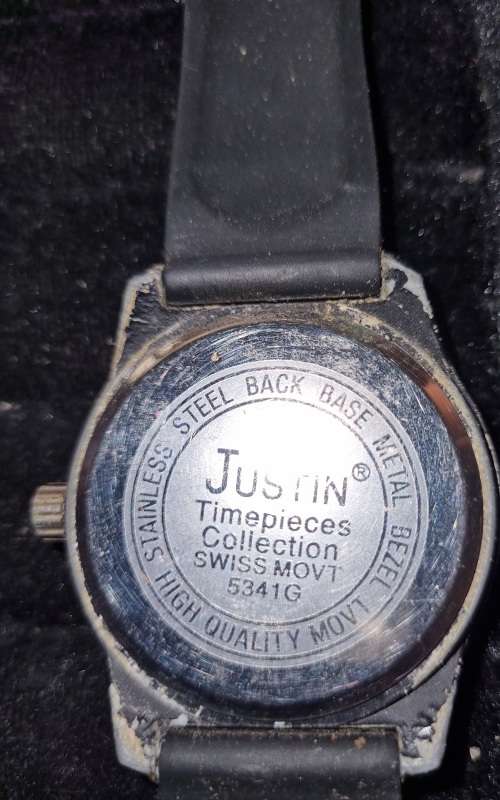 STAINLESS STEEL BACK BASE METAL BEZEL
JUSTIN®
Timepieces
Collection
SWISS MOVT
5341G
HIGH QUALITY MOVT